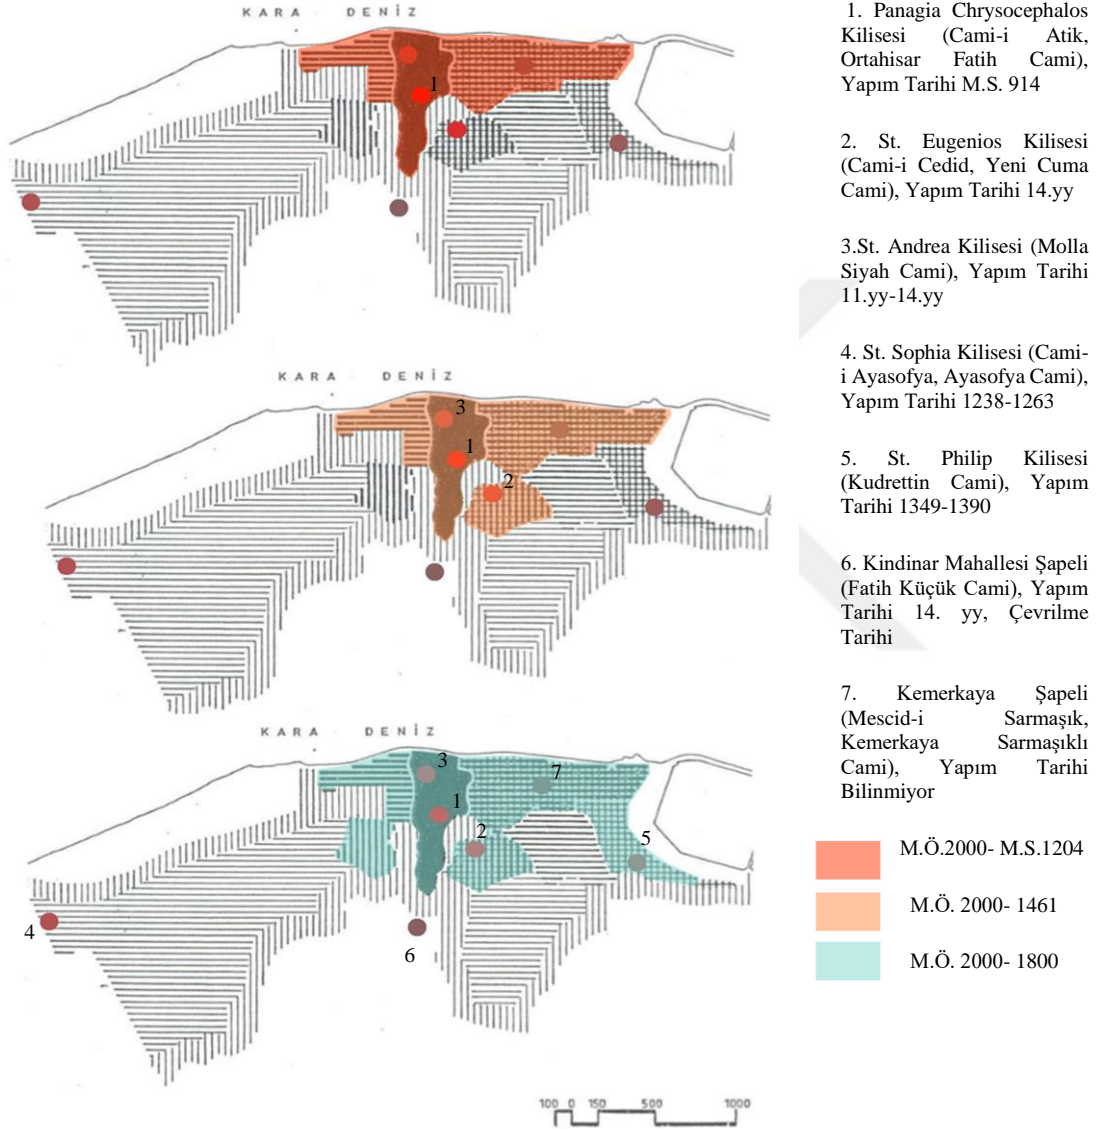 KARA DENİZ
1
KARA DENİZ
3
1
2
KARA DENİZ
3
7
1
2
5
4
6
100 0 150 500 1000
1. Panagia Chrysocephalos
Kilisesi (Cami-i Atik,
Ortahisar Fatih Cami),
Yapım Tarihi M.S. 914
2. St. Eugenios Kilisesi
(Cami-i Cedid, Yeni Cuma
Cami), Yapım Tarihi 14.yy
3.St. Andrea Kilisesi (Molla
Siyah Cami), Yapım Tarihi
11.yy-14.yy
4. St. Sophia Kilisesi (Cami-
i Ayasofya, Ayasofya Cami),
Yapım Tarihi 1238-1263
5. St. Philip Kilisesi
(Kudrettin Cami), Yapım
Tarihi 1349-1390
6. Kindinar Mahallesi Şapeli
(Fatih Küçük Cami), Yapım
Tarihi 14. yy, Çevrilme
Tarihi
7. Kemerkaya Şapeli
(Mescid-i Sarmaşık,
Kemerkaya Sarmaşıklı
Cami), Yapım Tarihi
Bilinmiyor
M.Ö.2000- M.S.1204
M.Ö. 2000- 1461
M.Ö. 2000- 1800